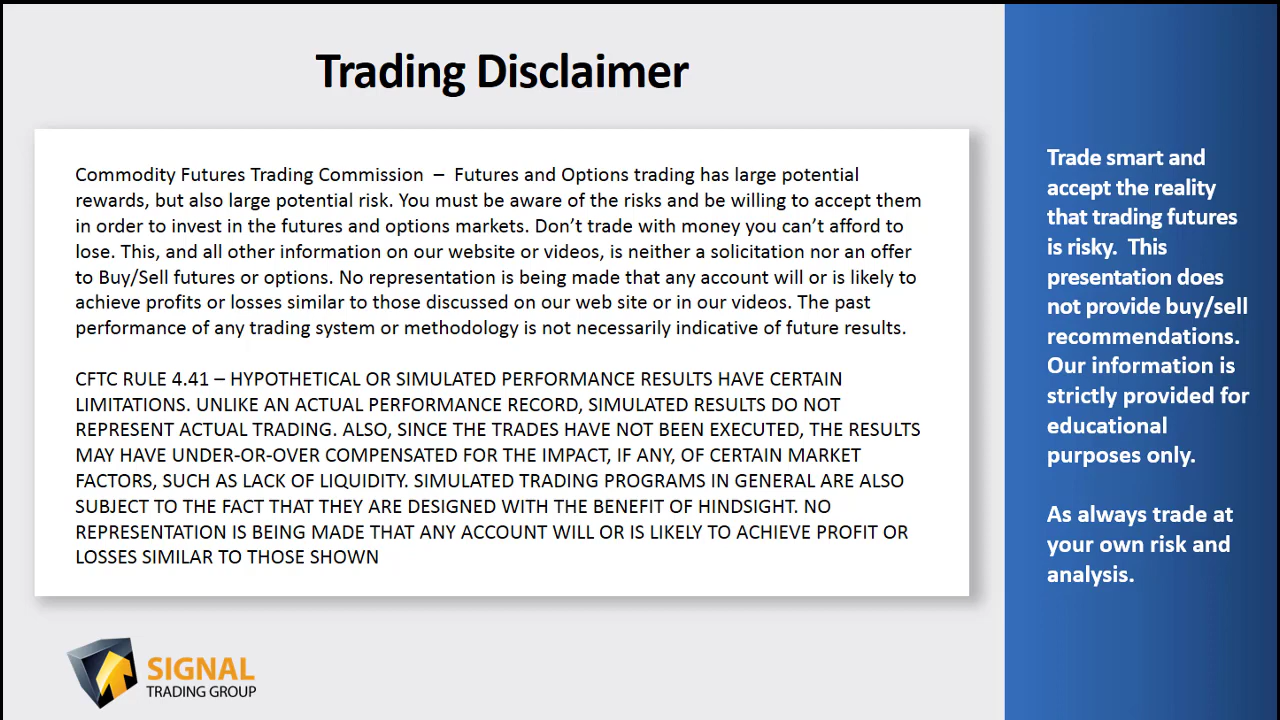 Trading Disclaimer
Commodity Futures Trading Commission – Futures and Options trading has large potential
rewards, but also large potential risk. You must be aware of the risks and be willing to accept them
in order to invest in the futures and options markets. Don’t trade with money you can’t afford to
lose. This, and all other information on our website or videos, is neither a solicitation nor an offer
to Buy/Sell futures or options. No representation is being made that any account will or is likely to
achieve profits or losses similar to those discussed on our web site or in our videos. The past
performance of any trading system or methodology is not necessarily indicative of future results.
CFTC RULE 4.41 – HYPOTHETICAL OR SIMULATED PERFORMANCE RESULTS HAVE CERTAIN
LIMITATIONS. UNLIKE AN ACTUAL PERFORMANCE RECORD, SIMULATED RESULTS DO NOT
REPRESENT ACTUAL TRADING. ALSO, SINCE THE TRADES HAVE NOT BEEN EXECUTED, THE RESULTS
MAY HAVE UNDER-OR-OVER COMPENSATED FOR THE IMPACT, IF ANY, OF CERTAIN MARKET
FACTORS, SUCH AS LACK OF LIQUIDITY. SIMULATED TRADING PROGRAMS IN GENERAL ARE ALSO
SUBJECT TO THE FACT THAT THEY ARE DESIGNED WITH THE BENEFIT OF HINDSIGHT. NO
REPRESENTATION IS BEING MADE THAT ANY ACCOUNT WILL OR IS LIKELY TO ACHIEVE PROFIT OR
LOSSES SIMILAR TO THOSE SHOWN
SIGNAL
TRADING GROUP
Trade smart and
accept the reality
that trading futures
is risky. This
presentation does
not provide buy/sell
recommendations.
Our information is
strictly provided for
educational
purposes only.
As always trade at
your own risk and
analysis.